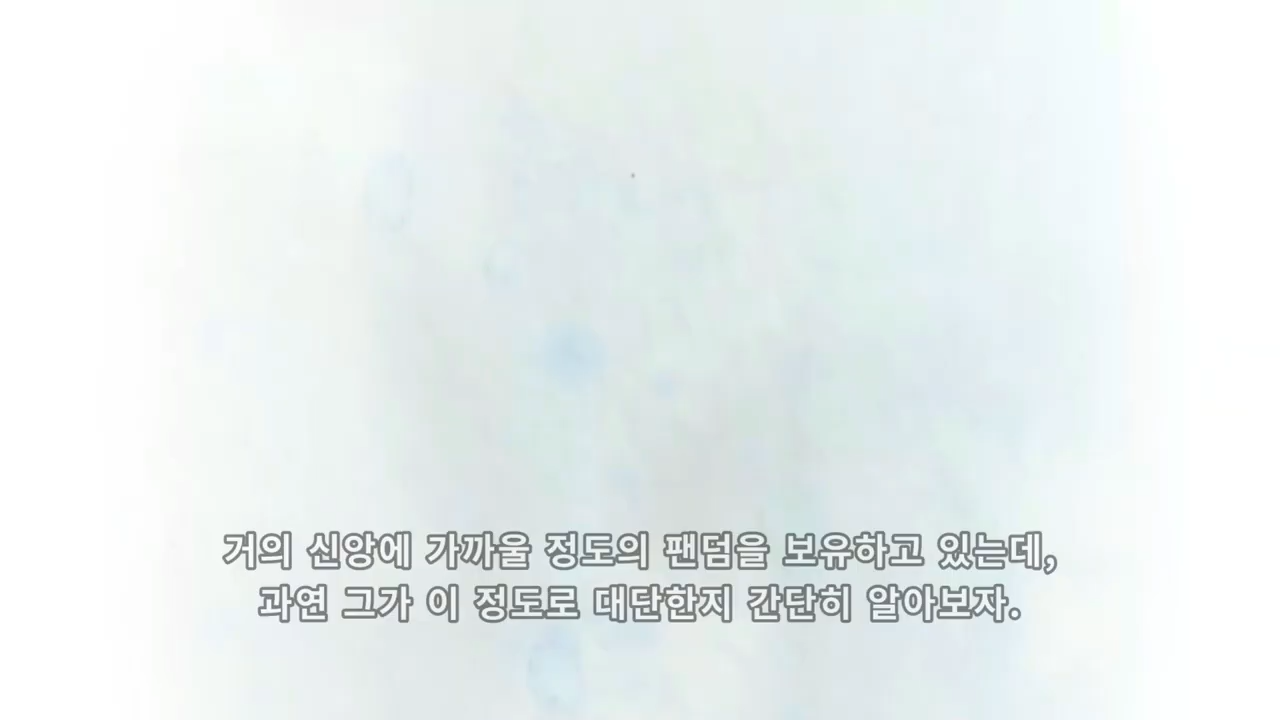 거의 신앙에 가까울 정도의 팬덤을 보유하고 있는데,
과연 그가 이 정도로 대단한지 간단히 알아보자.